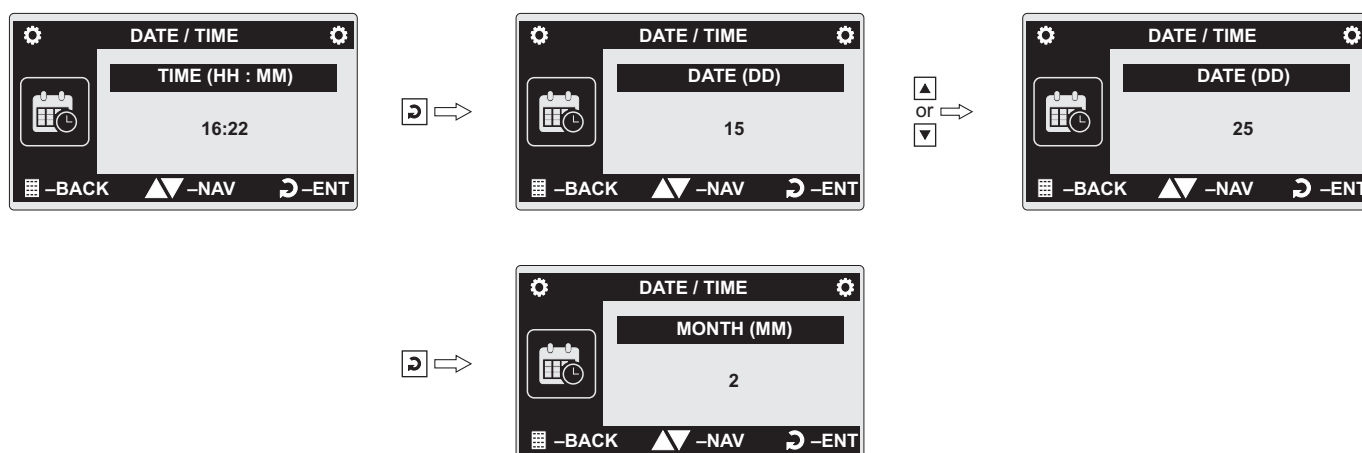 DATE / TIME
TIME (HH : MM)
16:22
–BACK –NAV –ENT
DATE / TIME
DATE (DD)
15
–BACK –NAV –ENT
or
DATE / TIME
DATE (DD)
25
–BACK –NAV –ENT
DATE / TIME
MONTH (MM)
2
–BACK –NAV –ENT